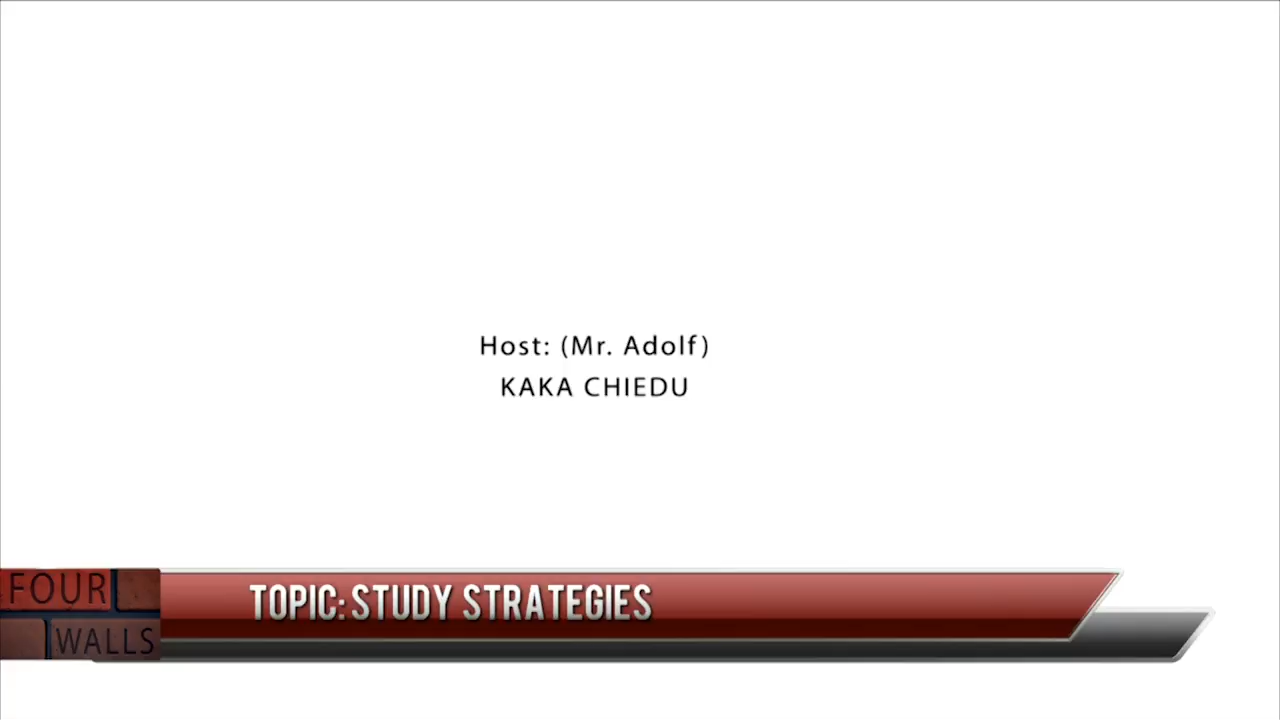 Host: (Mr. Adolf)
KAKA CHIEDU
FOUR
WALLS
TOPIC: STUDY STRATEGIES